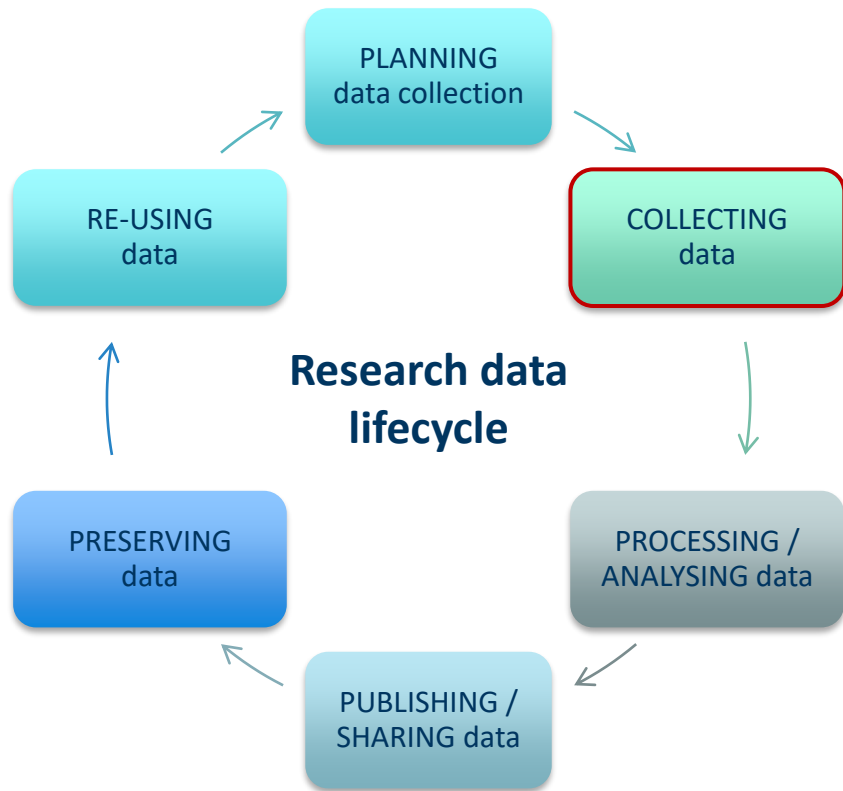 PLANNING
data collection
COLLECTING
data
PROCESSING /
ANALYSING data
PUBLISHING /
SHARING data
PRESERVING
data
RE-USING
data
Research data
lifecycle